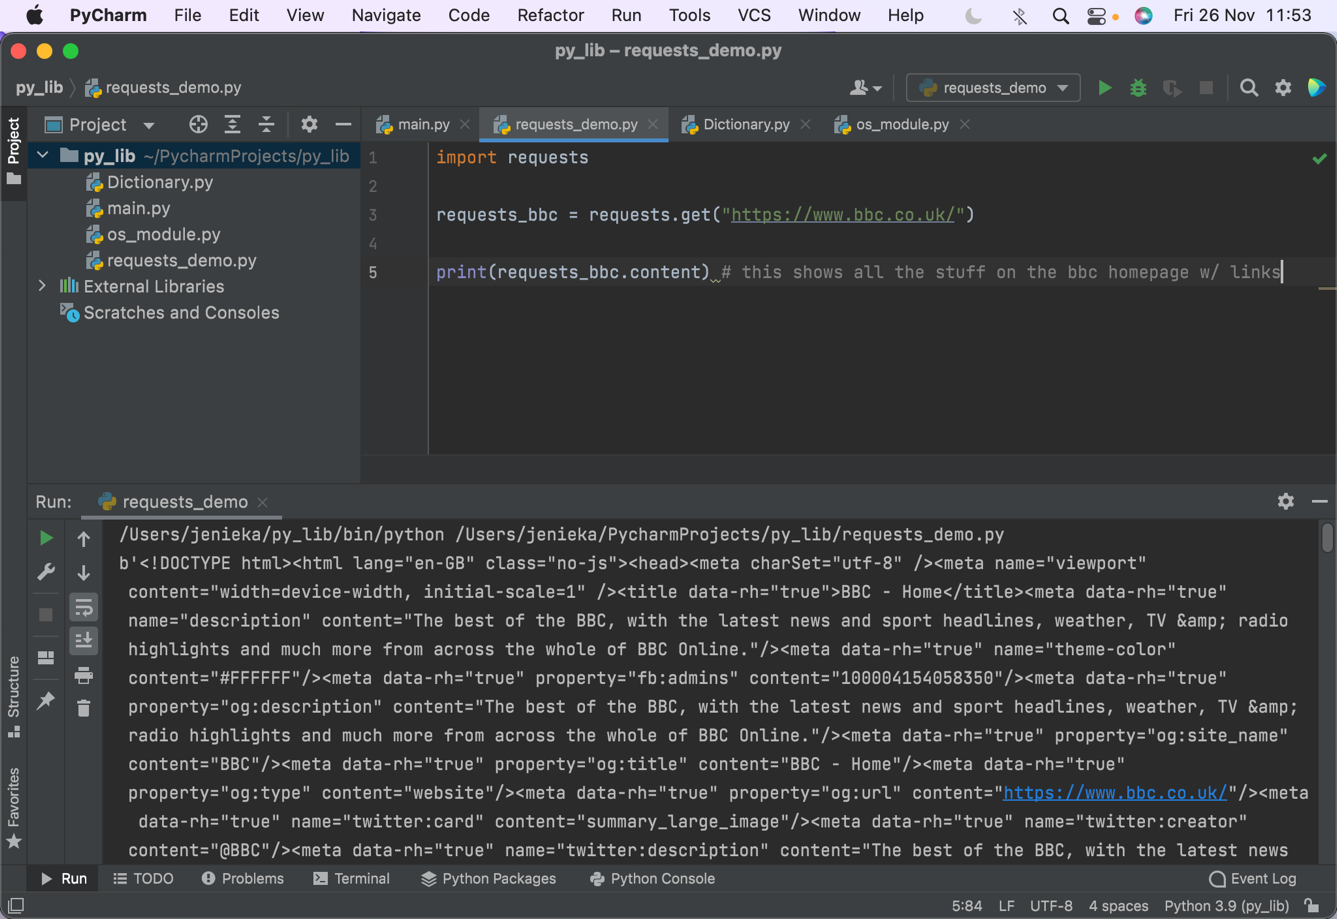 PyCharm File Edit View Navigate Code Refactor Run Tools VCS Window Help Fri 26 Nov 11:53
py_lib – requests_demo.py
py_lib requests_demo.py requests_demo
Project main.py requests_demo.py Dictionary.py os_module.py
Project
py_lib ~/PycharmProjects/py_lib
Dictionary.py
main.py
os_module.py
requests_demo.py
External Libraries
Scratches and Consoles
1 import requests
2
3 requests_bbc = requests.get("https://www.bbc.co.uk/")
4
5 print(requests_bbc.content) # this shows all the stuff on the bbc homepage w/ links
Run: requests_demo
/Users/jenieka/py_lib/bin/python /Users/jenieka/PycharmProjects/py_lib/requests_demo.py
b'<!DOCTYPE html><html lang="en-GB" class="no-js"><head><meta charSet="utf-8" /><meta name="viewport"
content="width=device-width, initial-scale=1" /><title data-rh="true">BBC - Home</title><meta data-rh="true"
name="description" content="The best of the BBC, with the latest news and sport headlines, weather, TV &amp; radio
highlights and much more from across the whole of BBC Online."/><meta data-rh="true" name="theme-color"
content="#FFFFFF"/><meta data-rh="true" property="fb:admins" content="100004154058350"/><meta data-rh="true"
property="og:description" content="The best of the BBC, with the latest news and sport headlines, weather, TV &amp;
radio highlights and much more from across the whole of BBC Online."/><meta data-rh="true" property="og:site_name"
content="BBC"/><meta data-rh="true" property="og:title" content="BBC - Home"/><meta data-rh="true"
property="og:type" content="website"/><meta data-rh="true" property="og:url" content="https://www.bbc.co.uk/"/><meta
data-rh="true" name="twitter:card" content="summary_large_image"/><meta data-rh="true" name="twitter:creator"
content="@BBC"/><meta data-rh="true" name="twitter:description" content="The best of the BBC, with the latest news
Structure
Favorites
Run TODO Problems Terminal Python Packages Python Console Event Log
5:84 LF UTF-8 4 spaces Python 3.9 (py_lib)